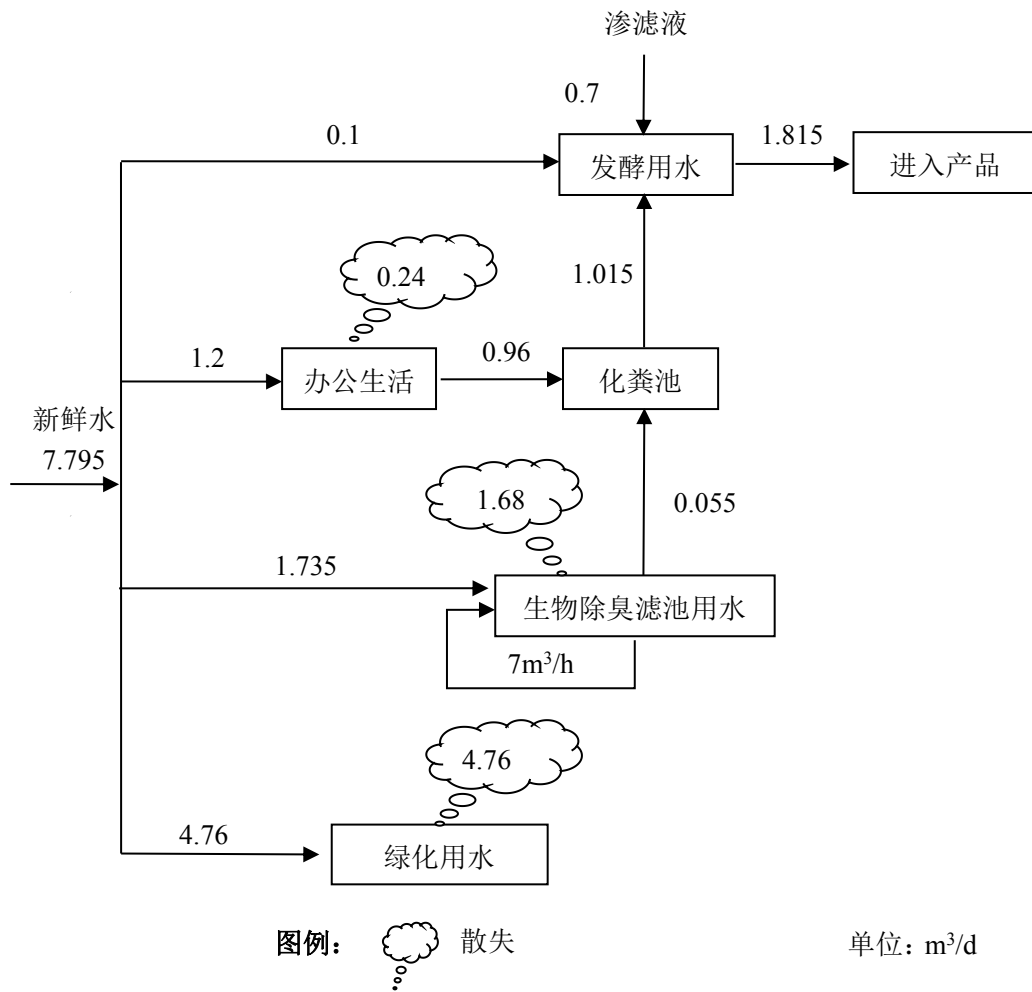 渗滤液
0.7
0.1
发酵用水
1.815
进入产品
0.24
1.015
1.2
办公生活
0.96
化粪池
新鲜水
7.795
1.68
0.055
1.735
生物除臭滤池用水
7m³/h
4.76
4.76
绿化用水
图例： 散失 单位：m³/d